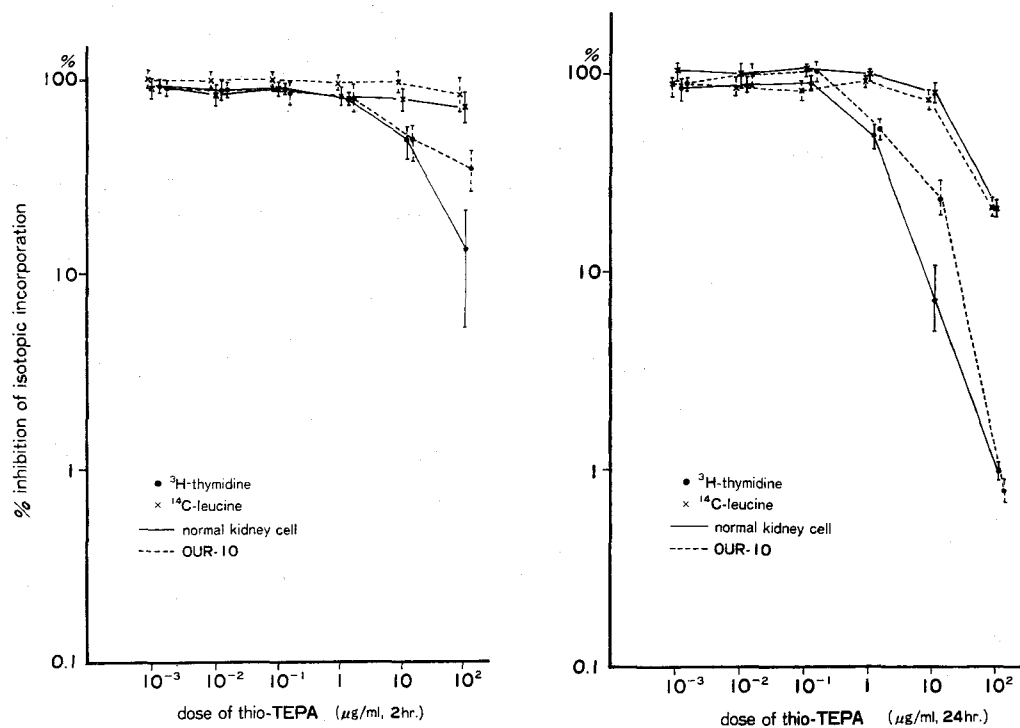 % inhibition of isotopic incorporation
%
100
10
1
0.1
● ³H-thymidine
× ¹⁴C-leucine
normal kidney cell
OUR-10
10⁻³ 10⁻² 10⁻¹ 1 10 10²
dose of thio-TEPA (μg/ml, 2hr.)
%
100
10
1
0.1
● ³H-thymidine
× ¹⁴C-leucine
normal kidney cell
OUR-10
10⁻³ 10⁻² 10⁻¹ 1 10 10²
dose of thio-TEPA (μg/ml, 24hr.)